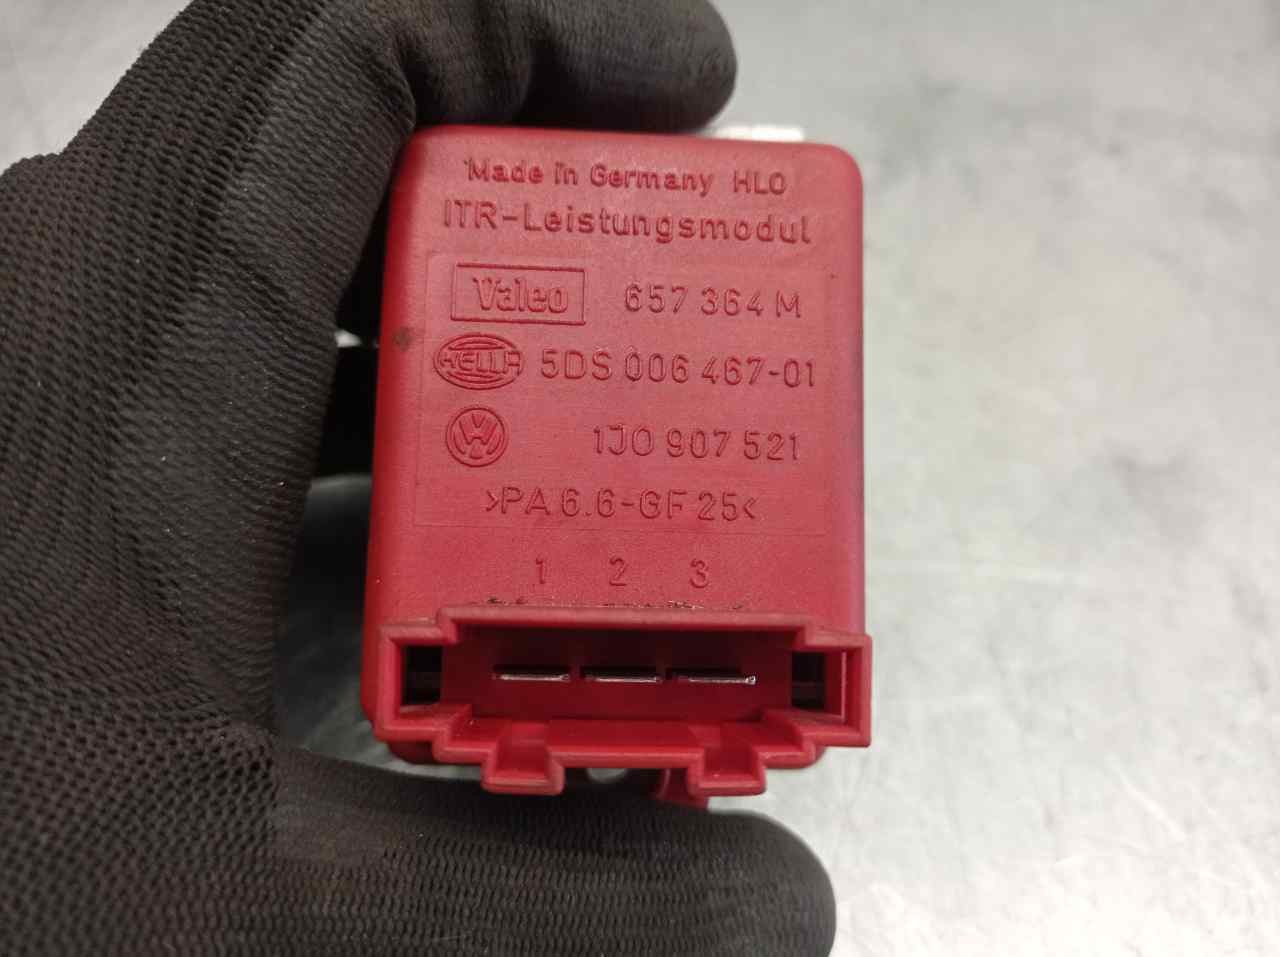 Made in Germany HLO
ITR-Leistungsmodul
Valeo 657 364 M
HELLA 5DS 006 467-01
VW 1J0 907 521
>PA 6.6-GF 25<
1 2 3